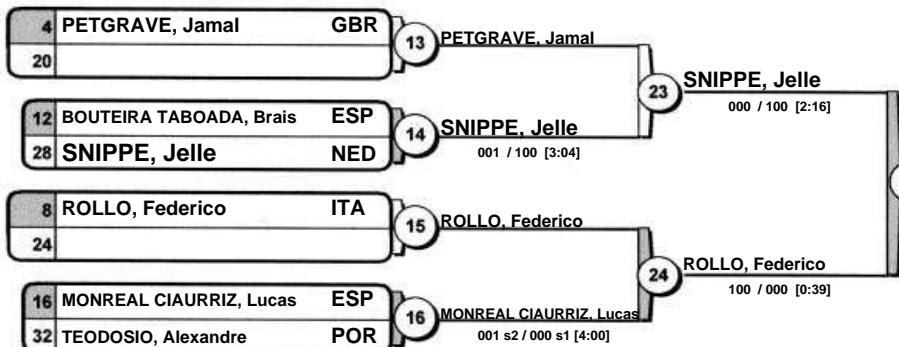 4 PETGRAVE, Jamal GBR
20
13 PETGRAVE, Jamal
12 BOUTEIRA TABOADA, Brais ESP
28 SNIPPE, Jelle NED
14 SNIPPE, Jelle
001 / 100 [3:04]
23 SNIPPE, Jelle
000 / 100 [2:16]
8 ROLLO, Federico ITA
24
15 ROLLO, Federico
16 MONREAL CIAURRIZ, Lucas ESP
32 TEODOSIO, Alexandre POR
16 MONREAL CIAURRIZ, Lucas
001 s2 / 000 s1 [4:00]
24 ROLLO, Federico
100 / 000 [0:39]